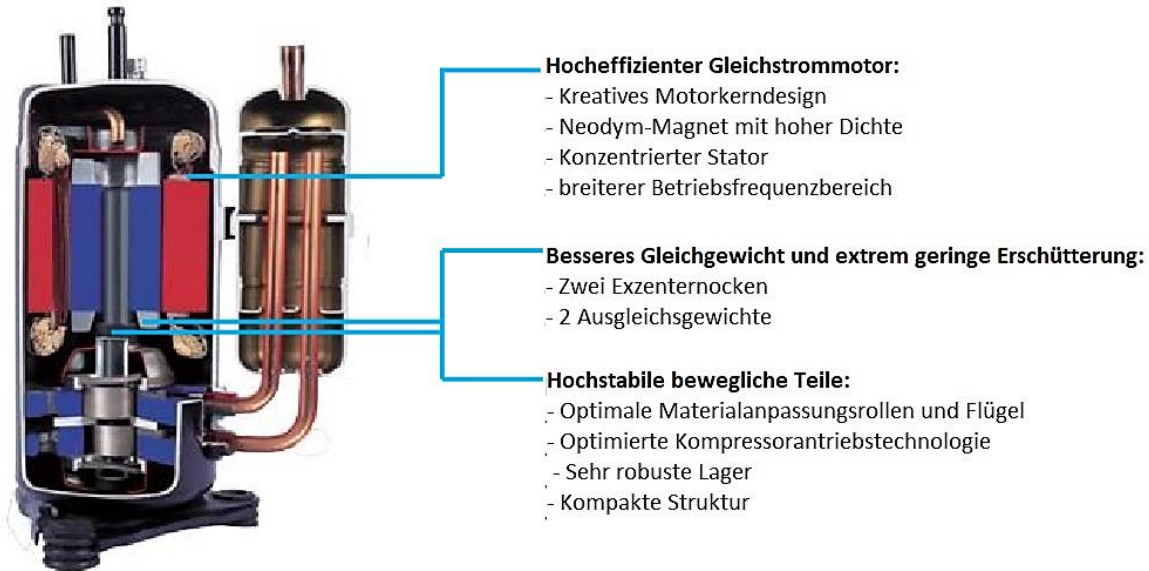 Hocheffizienter Gleichstrommotor:
- Kreatives Motorkerndesign
- Neodym-Magnet mit hoher Dichte
- Konzentrierter Stator
- breiterer Betriebsfrequenzbereich
Besseres Gleichgewicht und extrem geringe Erschütterung:
- Zwei Exzenternocken
- 2 Ausgleichsgewichte
Hochstabile bewegliche Teile:
- Optimale Materialanpassungsrollen und Flügel
- Optimierte Kompressorantriebstechnologie
- Sehr robuste Lager
- Kompakte Struktur